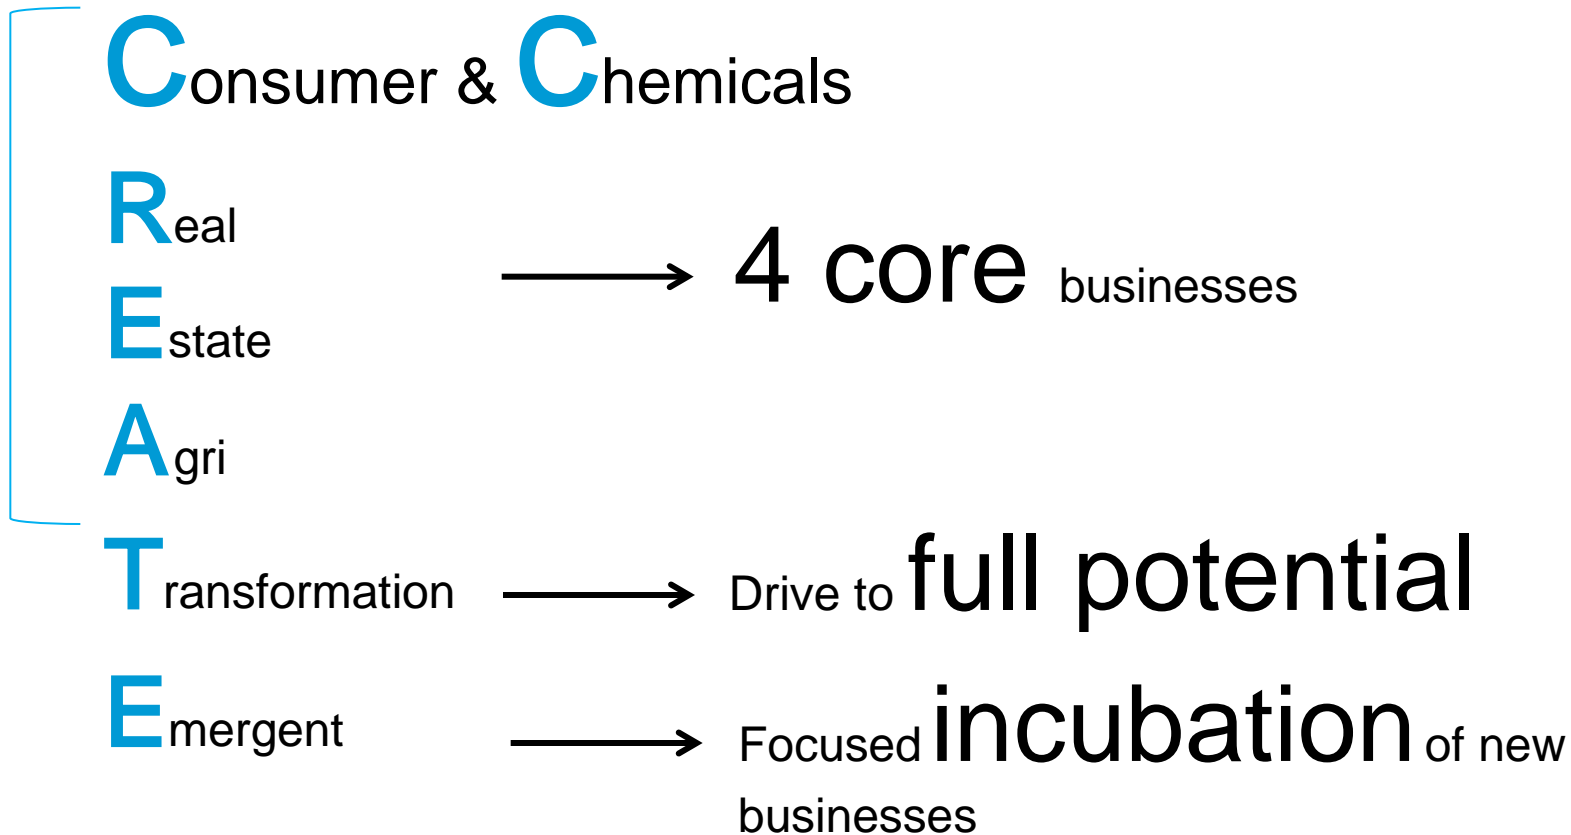 Consumer & Chemicals
Real
Estate
4 core businesses
Agri
Transformation
Drive to full potential
Emergent
Focused incubation of new
businesses